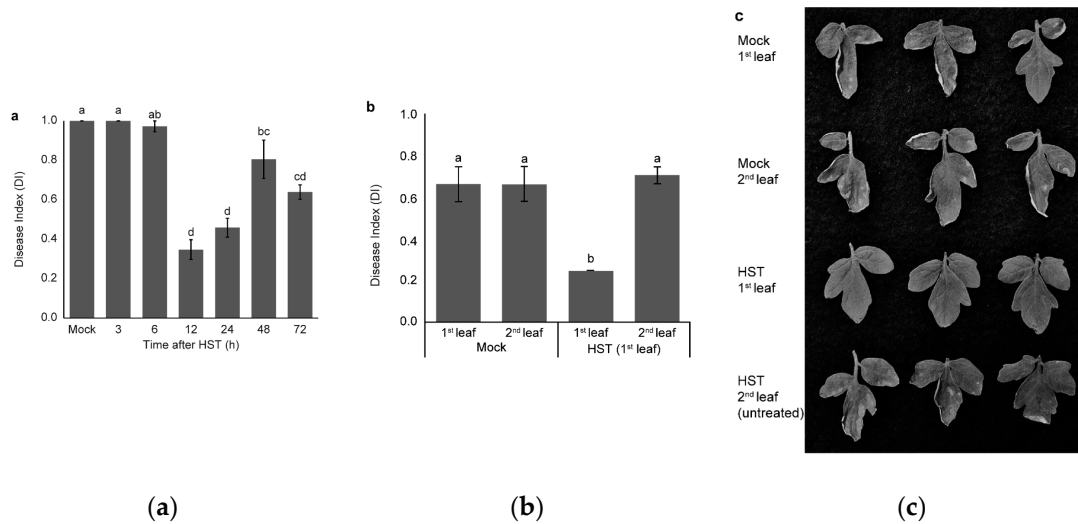 a
Disease Index (DI)
1.0
0.8
0.6
0.4
0.2
0.0
a
a
ab
d
d
bc
cd
Mock 3 6 12 24 48 72
Time after HST (h)
b
Disease Index (DI)
1.0
0.8
0.6
0.4
0.2
0.0
a
a
b
a
1st leaf 2nd leaf 1st leaf 2nd leaf
Mock HST (1st leaf)
c
Mock
1st leaf
Mock
2nd leaf
HST
1st leaf
HST
2nd leaf
(untreated)
(a) (b) (c)